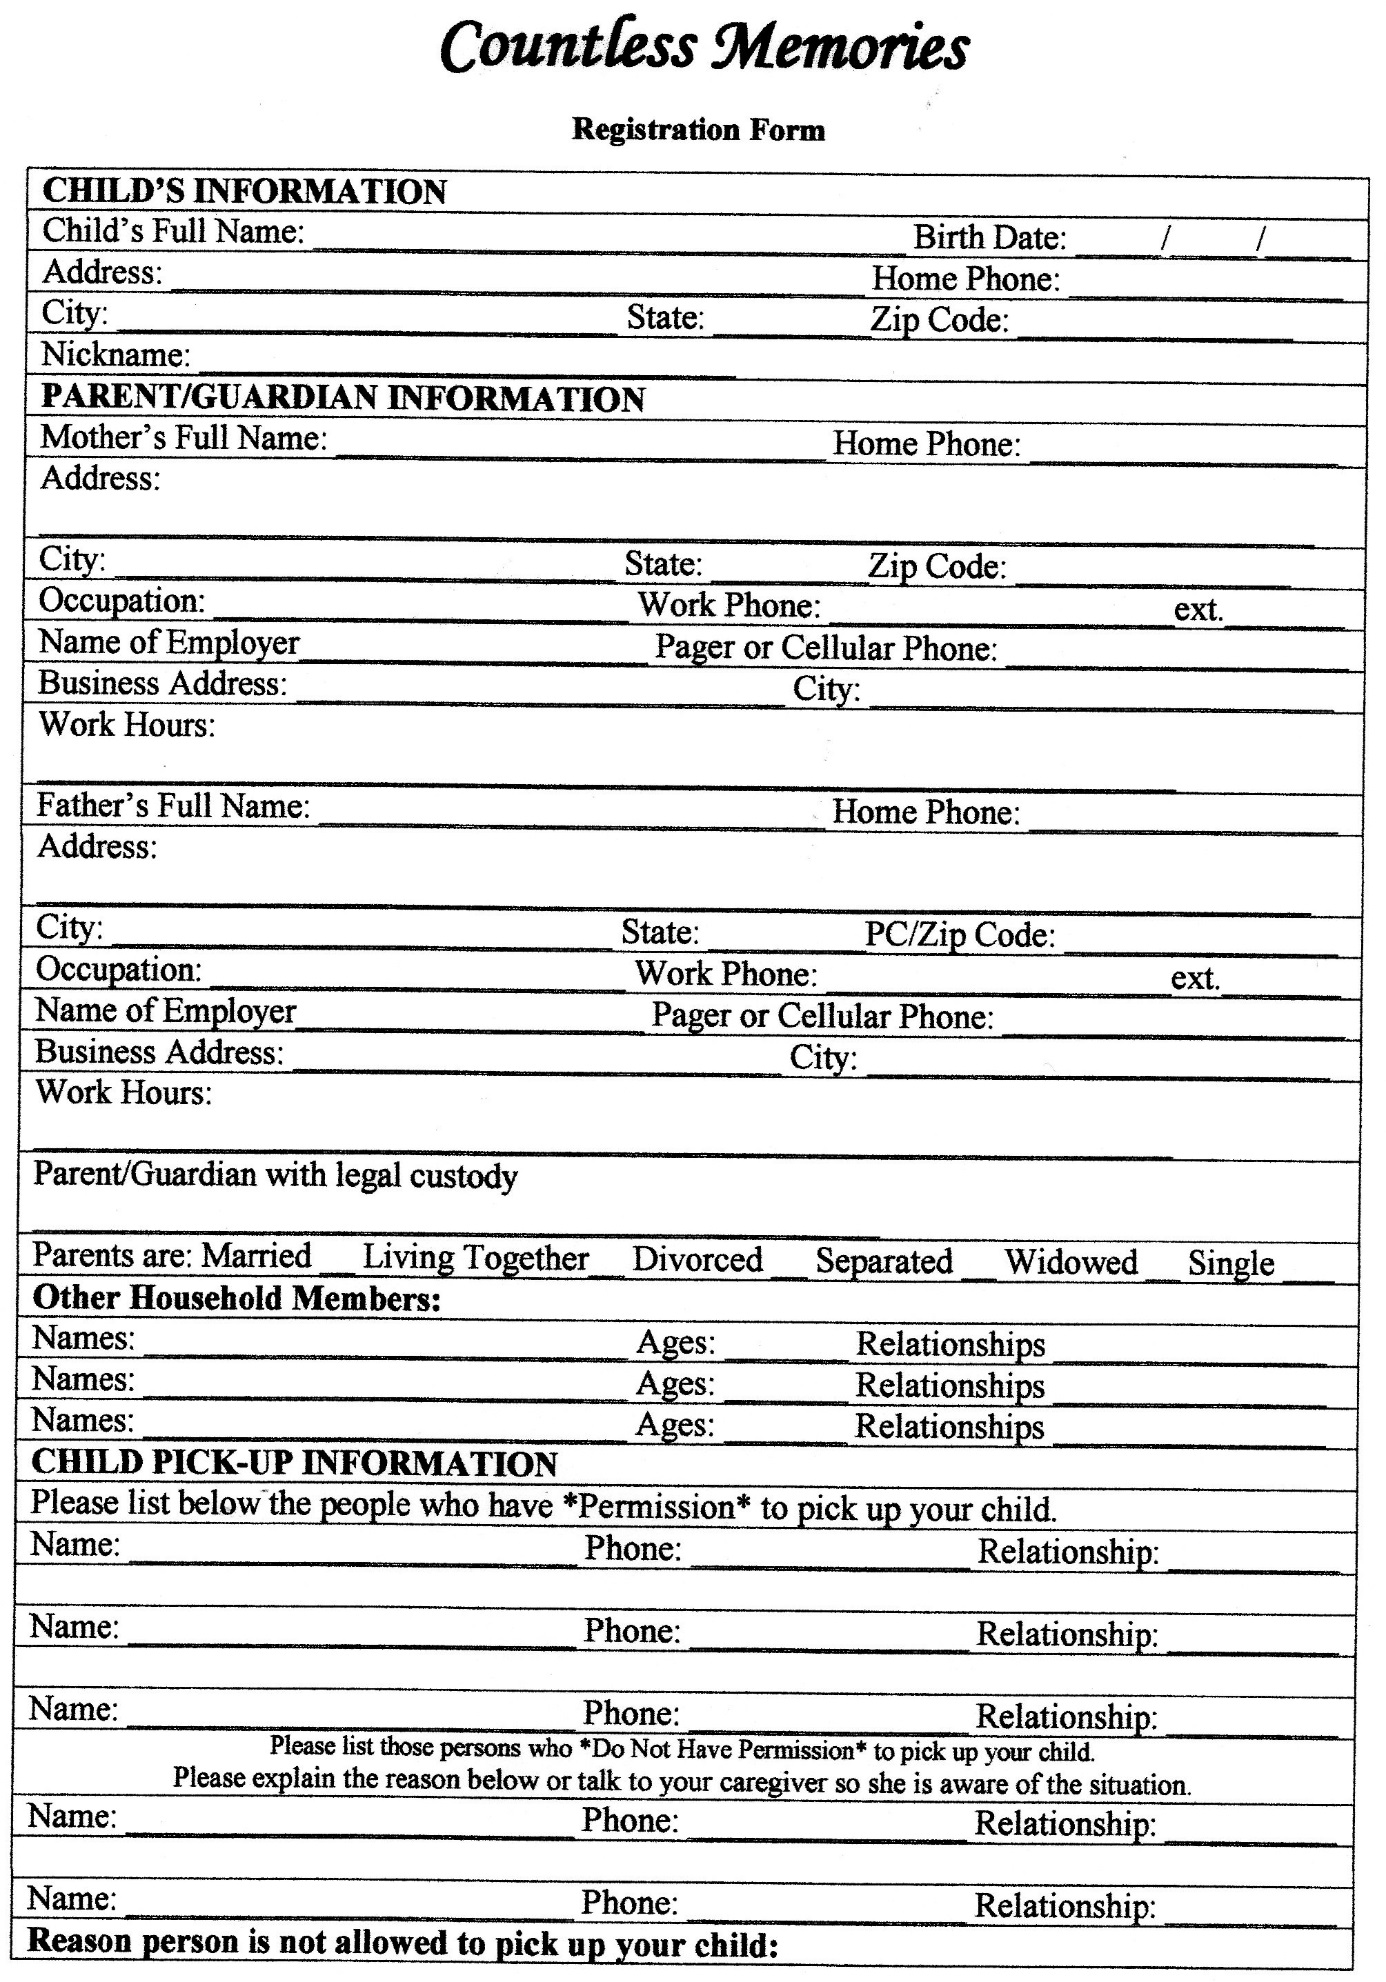 Countless Memories
Registration Form
CHILD'S INFORMATION
Child's Full Name: Birth Date: / /
Address: Home Phone:
City: State: Zip Code:
Nickname:
PARENT/GUARDIAN INFORMATION
Mother's Full Name: Home Phone:
Address:
City: State: Zip Code:
Occupation: Work Phone: ext.
Name of Employer Pager or Cellular Phone:
Business Address: City:
Work Hours:
Father's Full Name: Home Phone:
Address:
City: State: PC/Zip Code:
Occupation: Work Phone: ext.
Name of Employer Pager or Cellular Phone:
Business Address: City:
Work Hours:
Parent/Guardian with legal custody
Parents are: Married Living Together Divorced Separated Widowed Single
Other Household Members:
Names: Ages: Relationships
Names: Ages: Relationships
Names: Ages: Relationships
CHILD PICK-UP INFORMATION
Please list below the people who have *Permission* to pick up your child.
Name: Phone: Relationship:
Name: Phone: Relationship:
Name: Phone: Relationship:
Please list those persons who *Do Not Have Permission* to pick up your child.
Please explain the reason below or talk to your caregiver so she is aware of the situation.
Name: Phone: Relationship:
Name: Phone: Relationship:
Reason person is not allowed to pick up your child: